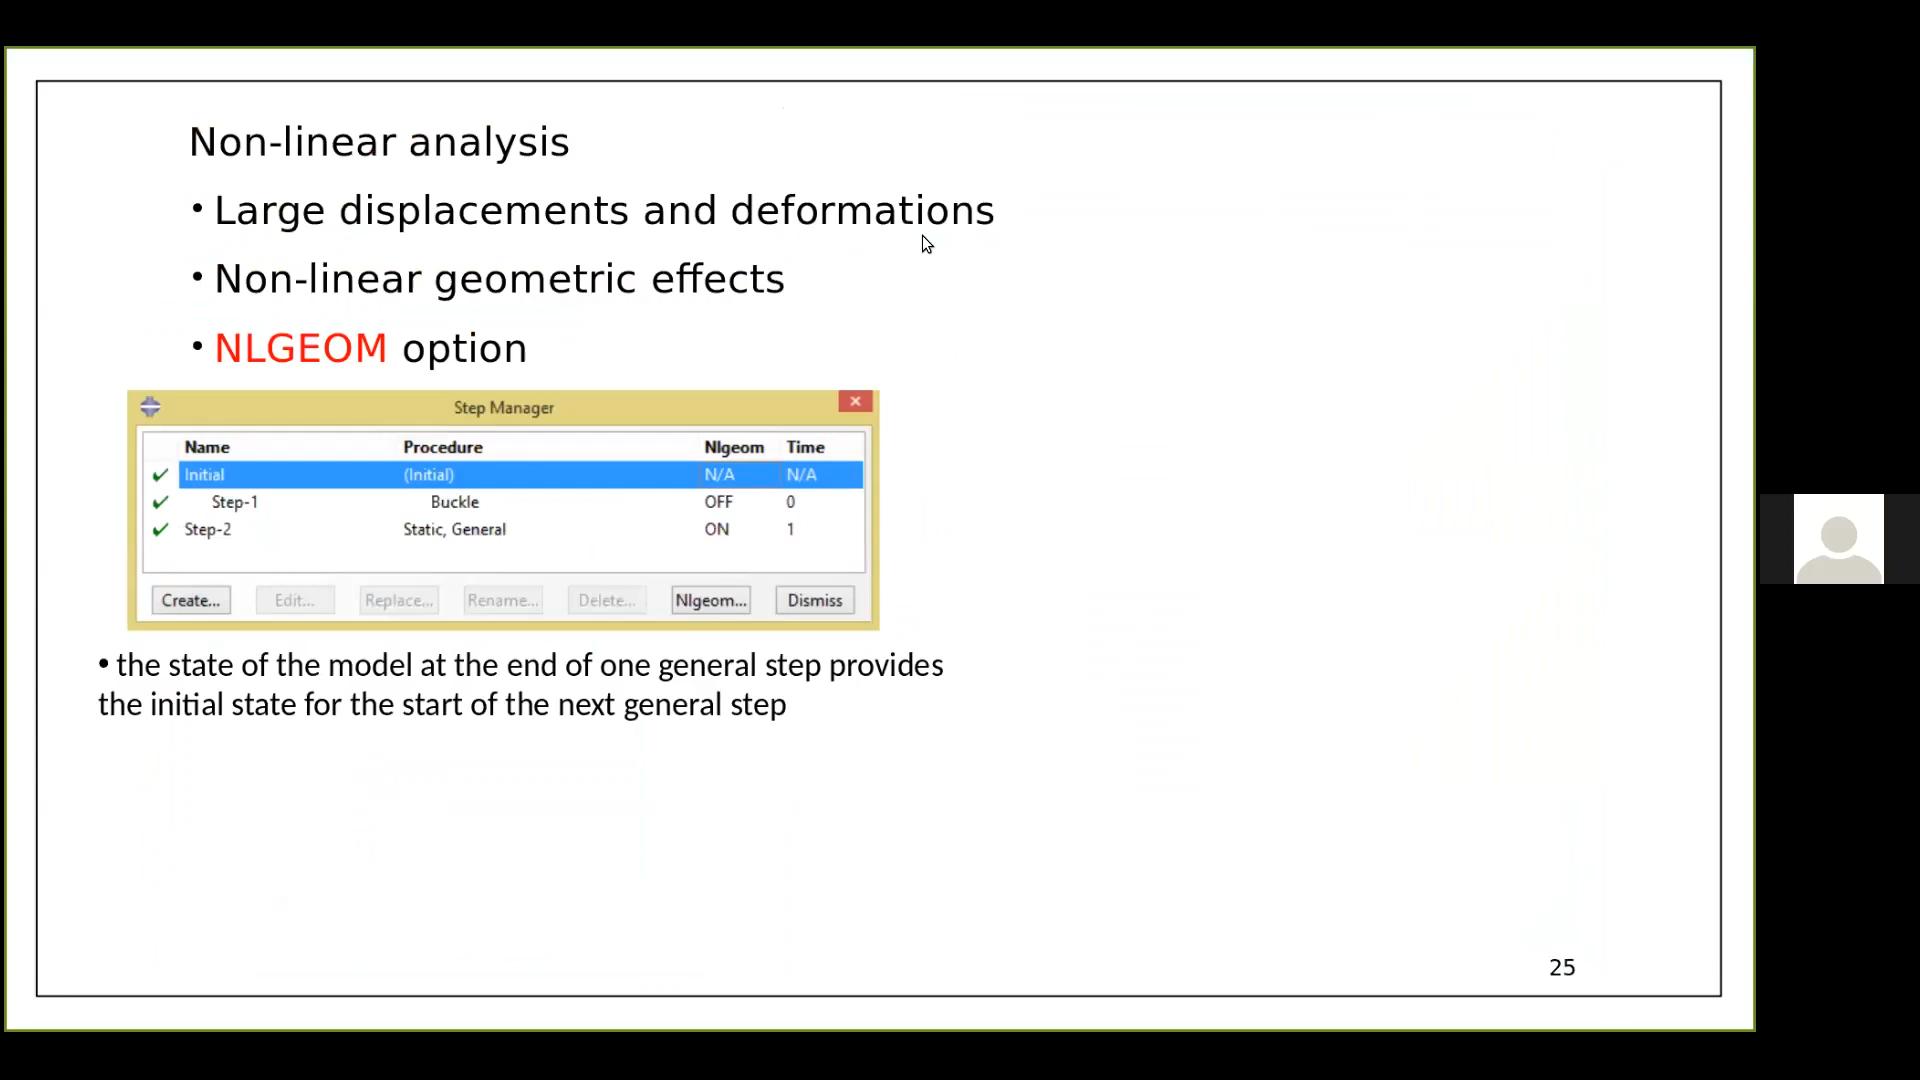 Non-linear analysis
• Large displacements and deformations
• Non-linear geometric effects
• NLGEOM option
Step Manager
Name Procedure Nlgeom Time
Initial (Initial) N/A N/A
Step-1 Buckle OFF 0
Step-2 Static, General ON 1
Create... Edit... Replace... Rename... Delete... Nlgeom... Dismiss
• the state of the model at the end of one general step provides
the initial state for the start of the next general step
25